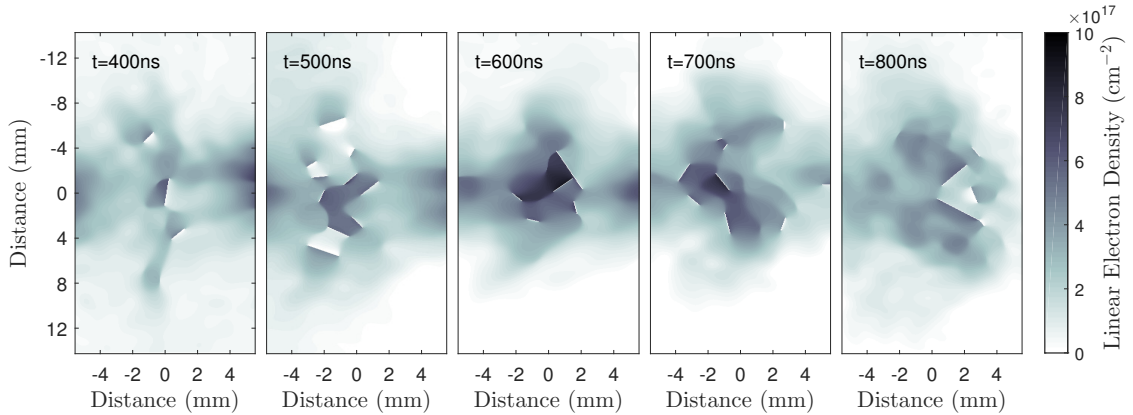 ×10^17
t=400ns t=500ns t=600ns t=700ns t=800ns
-12
-8
-4
0
4
8
12
Distance (mm)
-4 -2 0 2 4 -4 -2 0 2 4 -4 -2 0 2 4 -4 -2 0 2 4 -4 -2 0 2 4
Distance (mm) Distance (mm) Distance (mm) Distance (mm) Distance (mm)
10
8
6
4
2
0
Linear Electron Density (cm^−2)